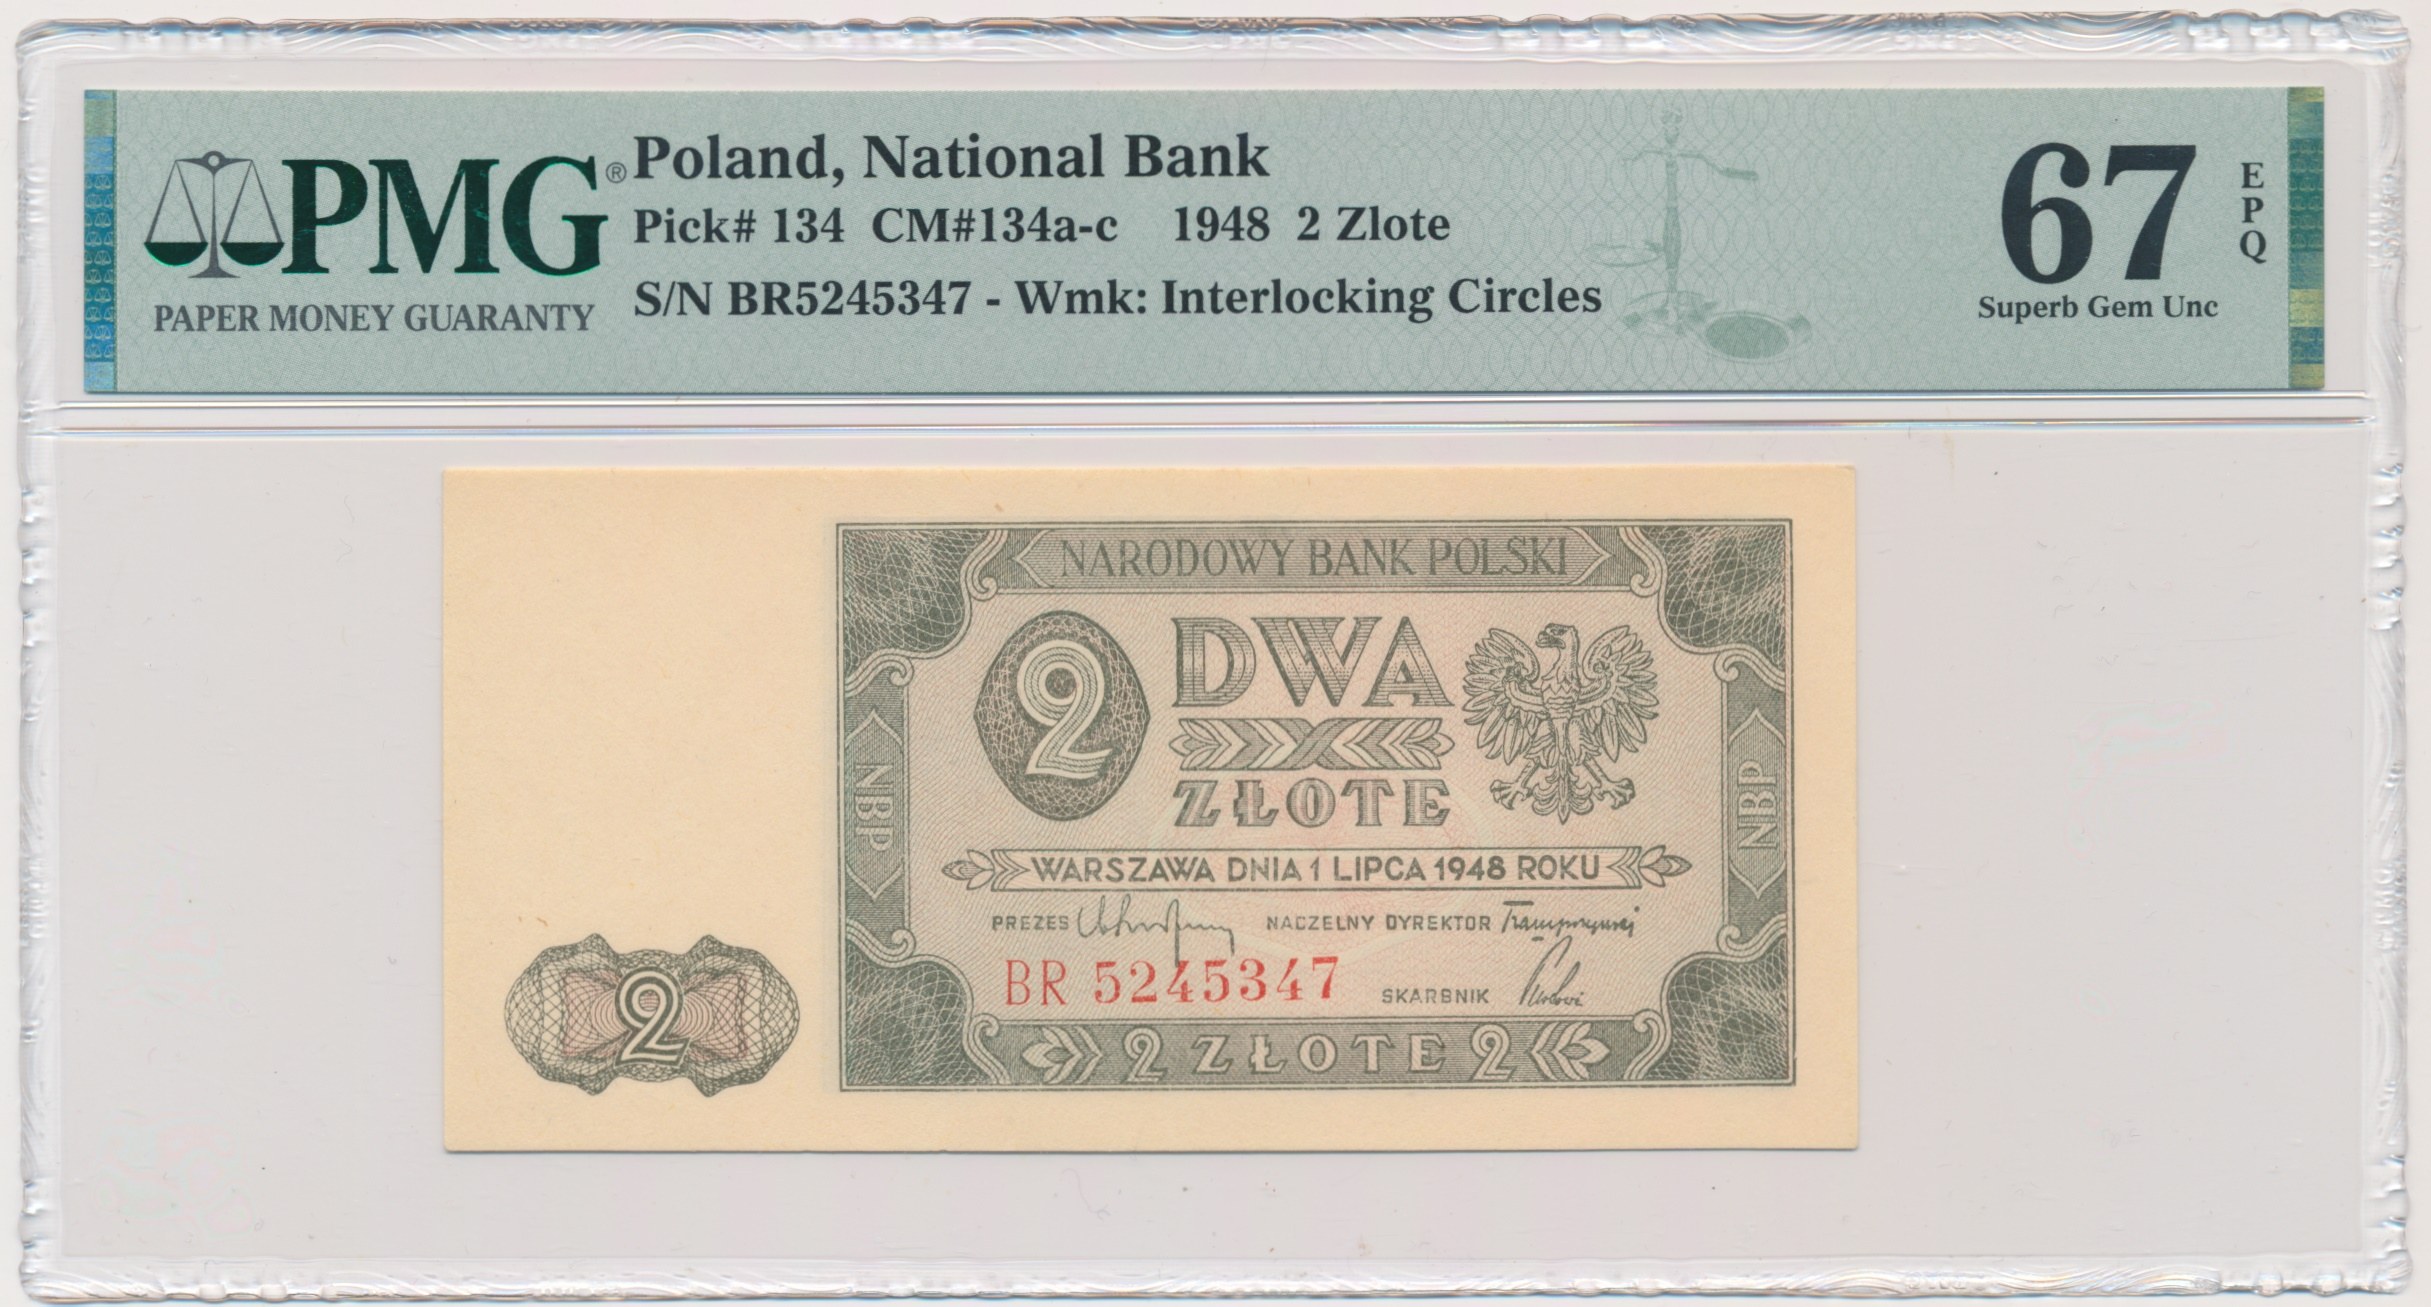 PMG®
PAPER MONEY GUARANTY
Poland, National Bank
Pick# 134 CM#134a-c 1948 2 Zlote
S/N BR5245347 - Wmk: Interlocking Circles
67
EPQ
Superb Gem Unc
NARODOWY BANK POLSKI
2
DWA
ZŁOTE
NBP
NBP
WARSZAWA DNIA 1 LIPCA 1948 ROKU
PREZES NACZELNY DYREKTOR
BR 5245347 SKARBNIK
2
2 ZŁOTE 2